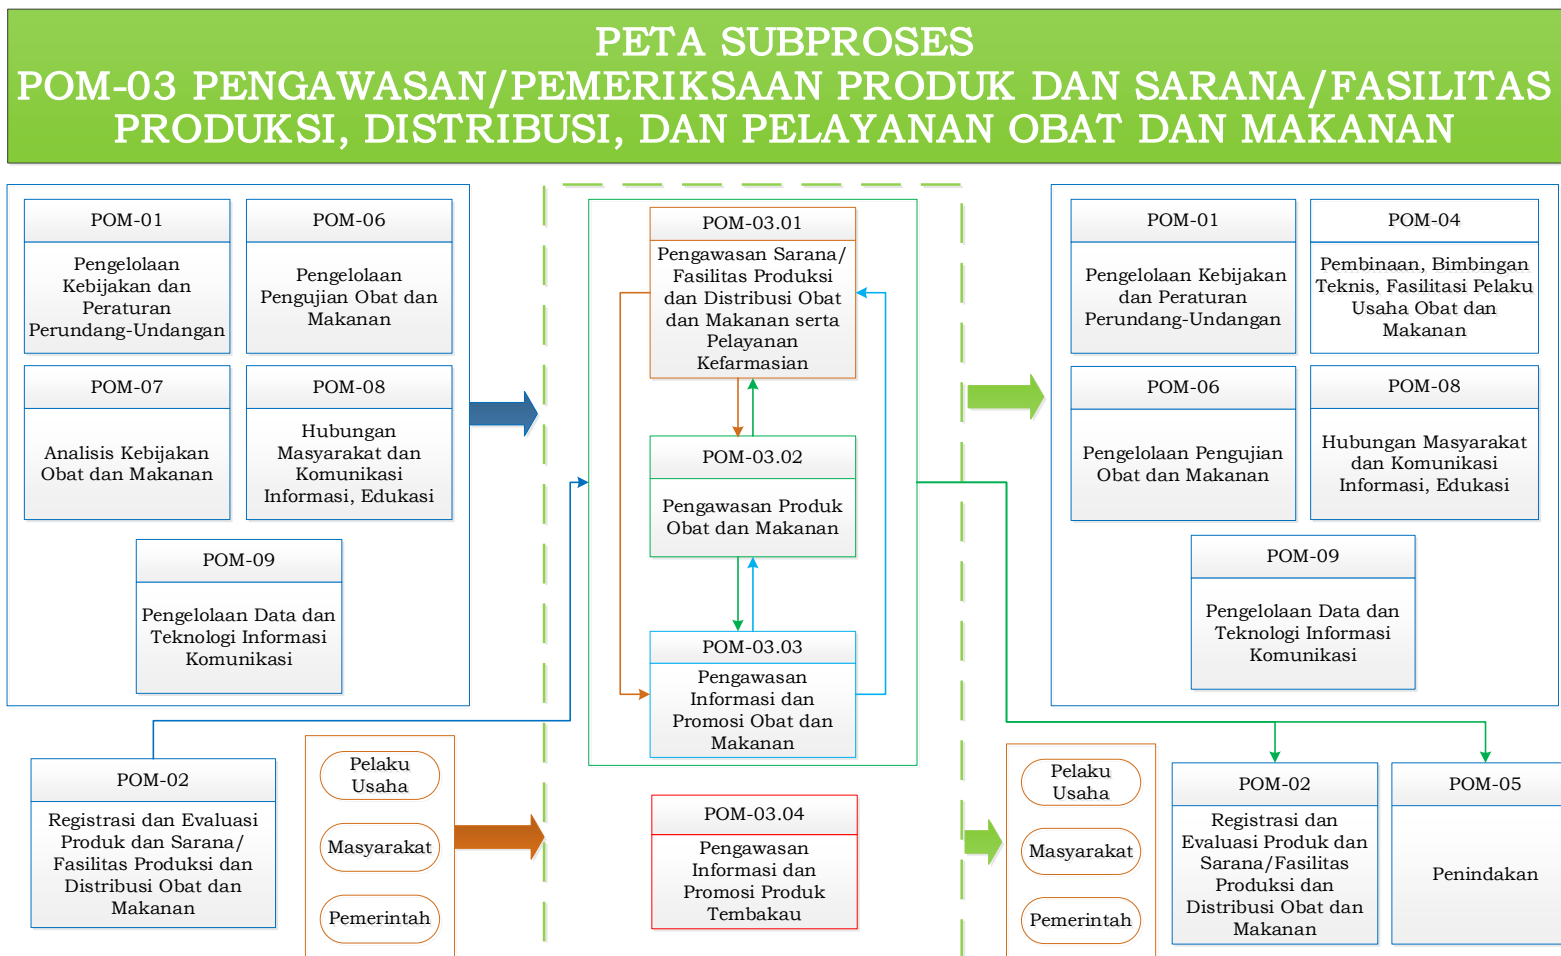 PETA SUBPROSES
POM-03 PENGAWASAN/PEMERIKSAAN PRODUK DAN SARANA/FASILITAS
PRODUKSI, DISTRIBUSI, DAN PELAYANAN OBAT DAN MAKANAN
POM-01
Pengelolaan
Kebijakan dan
Peraturan
Perundang-Undangan
POM-06
Pengelolaan
Pengujian Obat dan
Makanan
POM-07
Analisis Kebijakan
Obat dan Makanan
POM-08
Hubungan
Masyarakat dan
Komunikasi
Informasi, Edukasi
POM-09
Pengelolaan Data dan
Teknologi Informasi
Komunikasi
POM-02
Registrasi dan Evaluasi
Produk dan Sarana/
Fasilitas Produksi dan
Distribusi Obat dan
Makanan
Pelaku
Usaha
Masyarakat
Pemerintah
POM-03.01
Pengawasan Sarana/
Fasilitas Produksi
dan Distribusi Obat
dan Makanan serta
Pelayanan
Kefarmasian
POM-03.02
Pengawasan Produk
Obat dan Makanan
POM-03.03
Pengawasan
Informasi dan
Promosi Obat dan
Makanan
POM-03.04
Pengawasan
Informasi dan
Promosi Produk
Tembakau
POM-01
Pengelolaan Kebijakan
dan Peraturan
Perundang-Undangan
POM-04
Pembinaan, Bimbingan
Teknis, Fasilitasi Pelaku
Usaha Obat dan
Makanan
POM-06
Pengelolaan Pengujian
Obat dan Makanan
POM-08
Hubungan Masyarakat
dan Komunikasi
Informasi, Edukasi
POM-09
Pengelolaan Data dan
Teknologi Informasi
Komunikasi
Pelaku
Usaha
Masyarakat
Pemerintah
POM-02
Registrasi dan
Evaluasi Produk dan
Sarana/Fasilitas
Produksi dan
Distribusi Obat dan
Makanan
POM-05
Penindakan